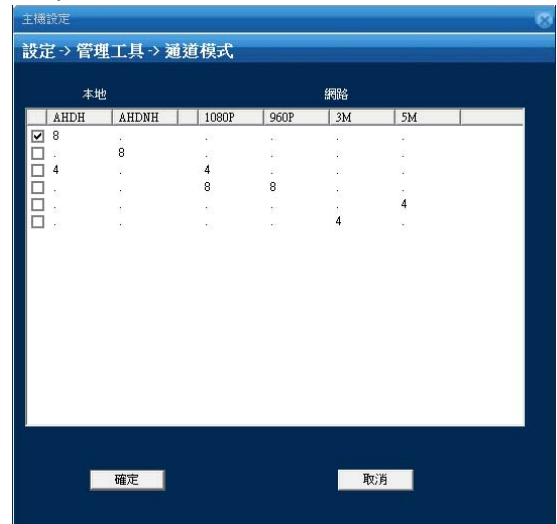 主機設定
設定 -> 管理工具 -> 通道模式
本地 網路
AHDH AHDNH 1080P 960P 3M 5M
8 . . . . .
. 8 . . . .
4 . 4 . . .
. . 8 8 . .
. . . . . 4
. . . . 4 .
確定 取消